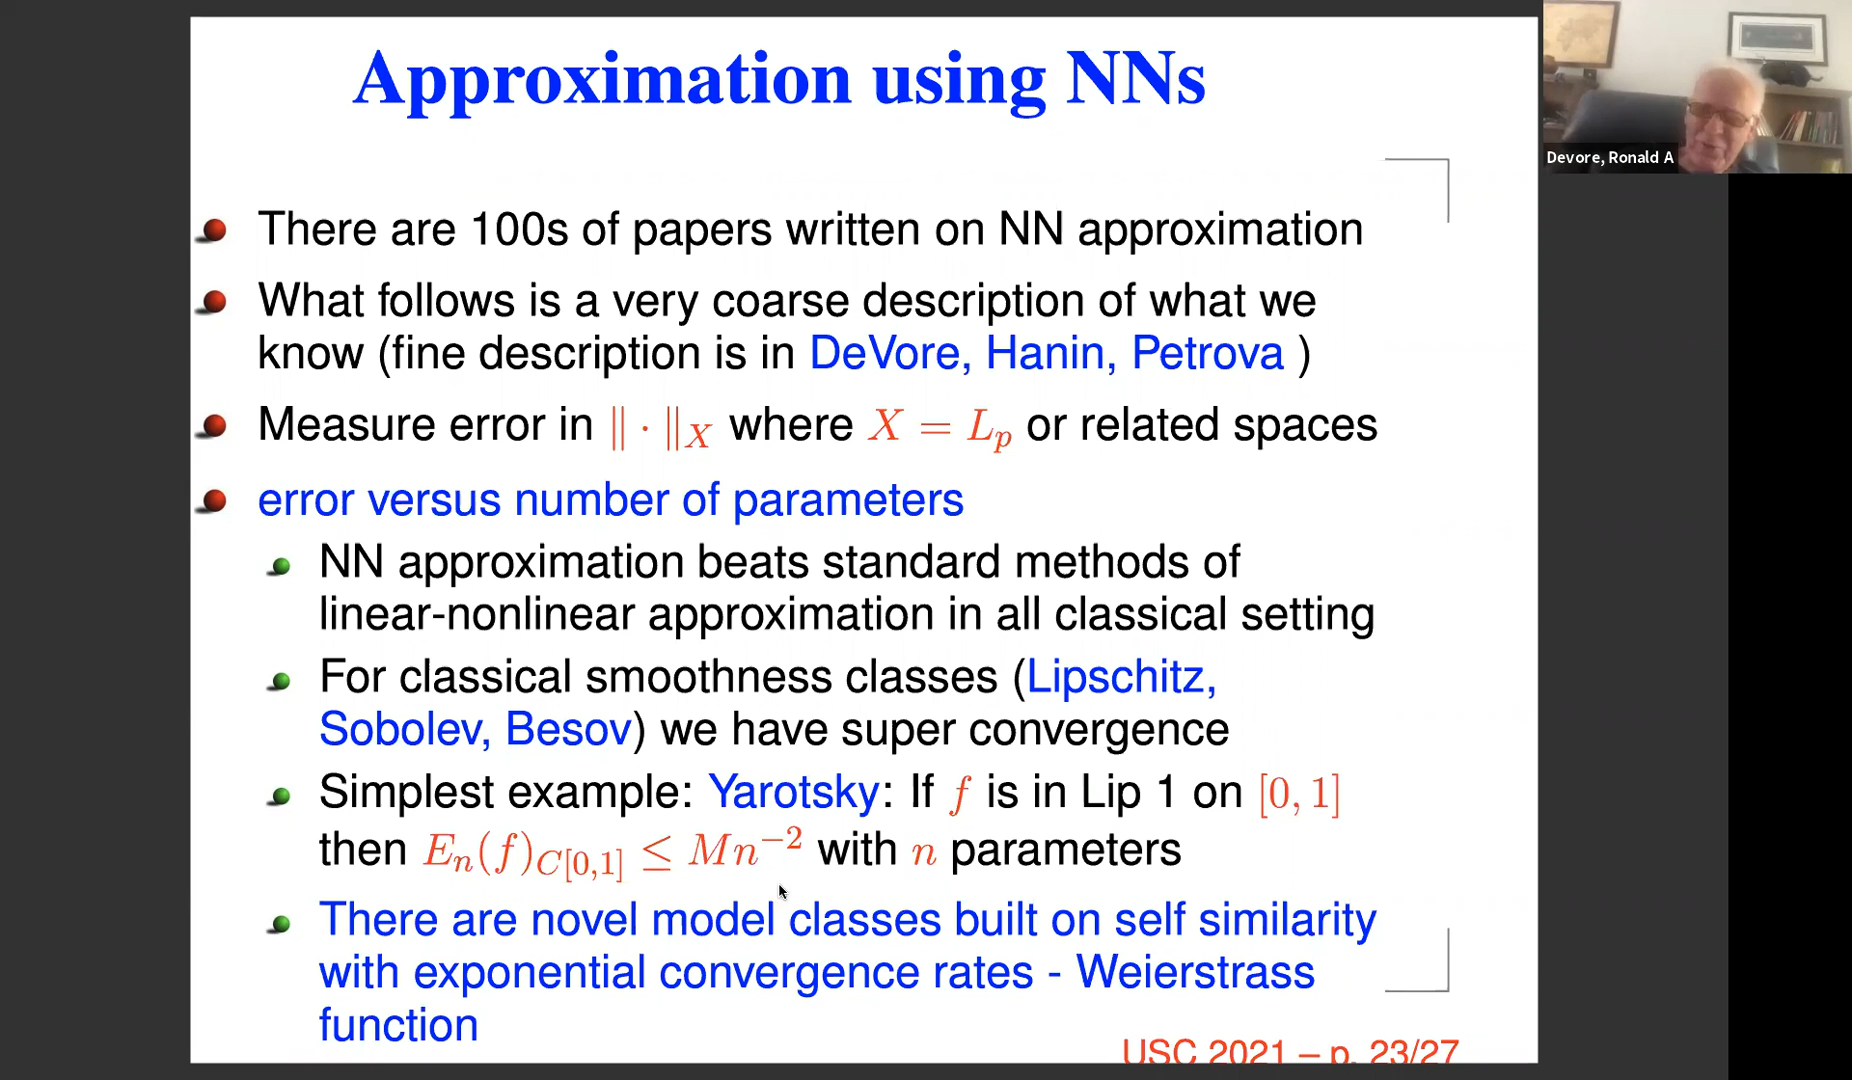 Approximation using NNs
Devore, Ronald A
There are 100s of papers written on NN approximation
What follows is a very coarse description of what we
know (fine description is in DeVore, Hanin, Petrova )
Measure error in ‖ · ‖_X where X = L_p or related spaces
error versus number of parameters
NN approximation beats standard methods of
linear-nonlinear approximation in all classical setting
For classical smoothness classes (Lipschitz,
Sobolev, Besov) we have super convergence
Simplest example: Yarotsky: If f is in Lip 1 on [0, 1]
then E_n(f)_{C[0,1]} ≤ Mn^{−2} with n parameters
There are novel model classes built on self similarity
with exponential convergence rates - Weierstrass
function
USC 2021 – p. 23/27